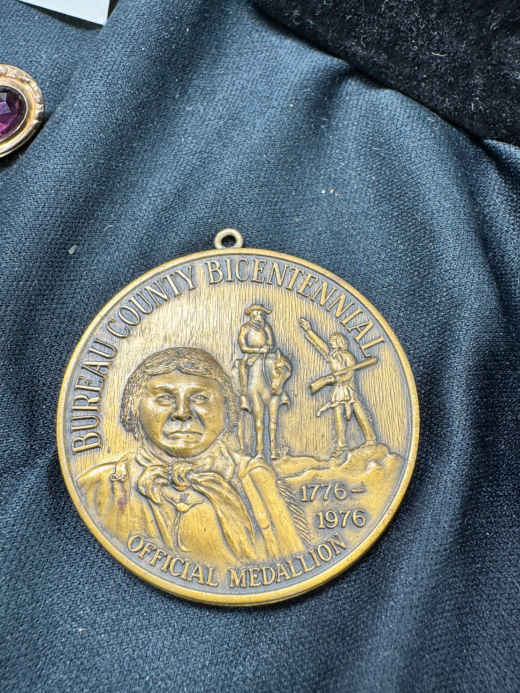 BUREAU COUNTY BICENTENNIAL
1776-
1976
OFFICIAL MEDALLION